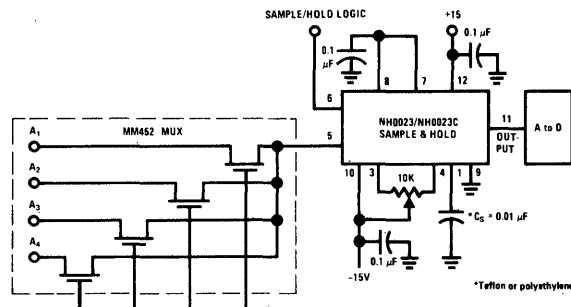 SAMPLE/HOLD LOGIC
+15
0.1
µF
0.1 µF
8
7
12
6
NH0023/NH0023C
SAMPLE & HOLD
11
OUT-
PUT
A to D
MM452 MUX
5
A1
A2
A3
A4
10
3
10K
4
1
9
*CS = 0.01 µF
0.1 µF
-15V
*Teflon or polyethylene